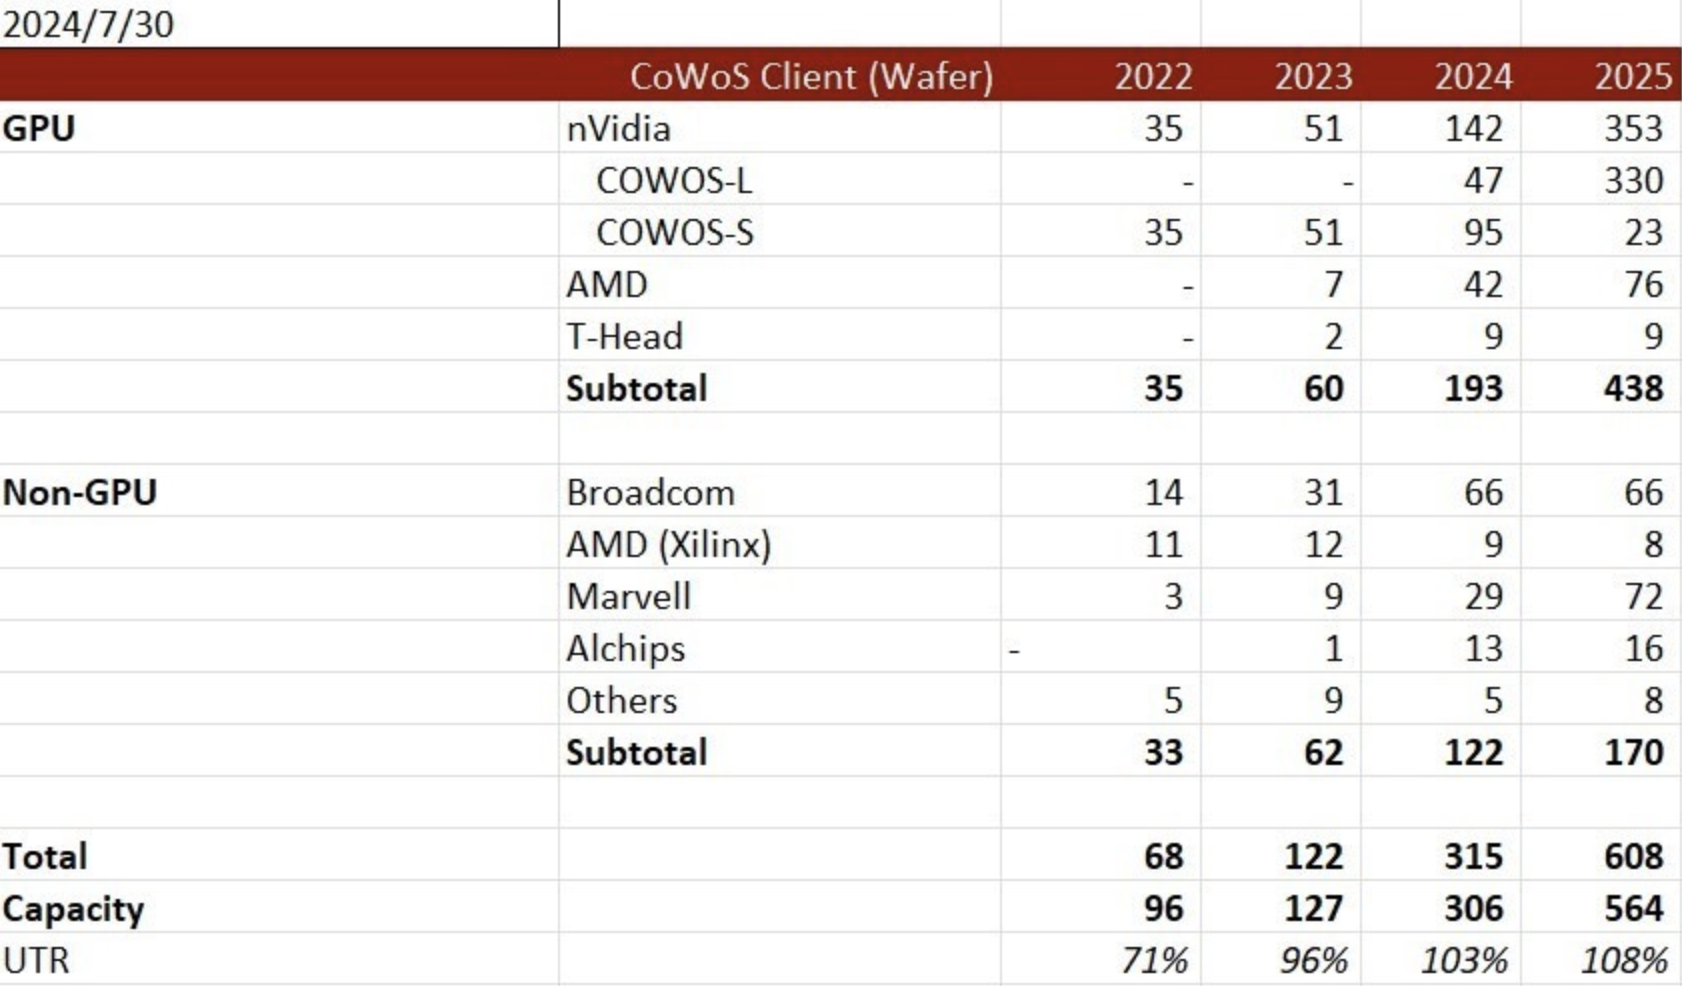 2024/7/30
CoWoS Client (Wafer) 2022 2023 2024 2025
GPU nVidia 35 51 142 353
COWOS-L - - 47 330
COWOS-S 35 51 95 23
AMD - 7 42 76
T-Head - 2 9 9
Subtotal 35 60 193 438
Non-GPU Broadcom 14 31 66 66
AMD (Xilinx) 11 12 9 8
Marvell 3 9 29 72
Alchips - 1 13 16
Others 5 9 5 8
Subtotal 33 62 122 170
Total 68 122 315 608
Capacity 96 127 306 564
UTR 71% 96% 103% 108%